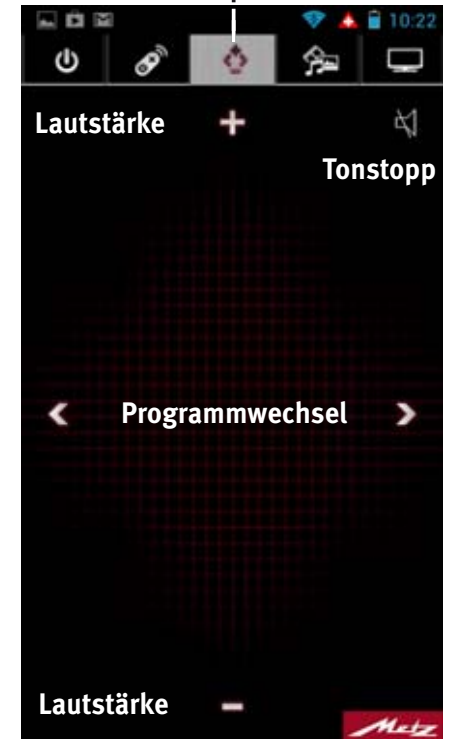 10:22
Lautstärke +
Tonstopp
< Programmwechsel >
Lautstärke -
Metz